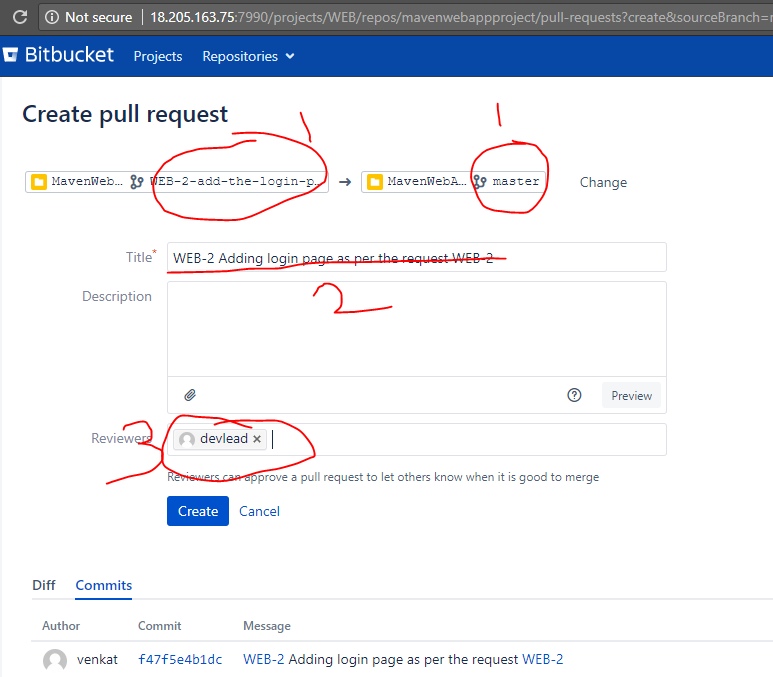 Not secure | 18.205.163.75:7990/projects/WEB/repos/mavenwebappproject/pull-requests?create&sourceBranch=r
Bitbucket Projects Repositories
Create pull request
1 1
MavenWeb... WEB-2-add-the-login-p... → MavenWebA... master Change
Title* WEB-2 Adding login page as per the request WEB-2
Description
2
Preview
3
Reviewers devlead ×
Reviewers can approve a pull request to let others know when it is good to merge
Create Cancel
Diff Commits
Author Commit Message
venkat f47f5e4b1dc WEB-2 Adding login page as per the request WEB-2